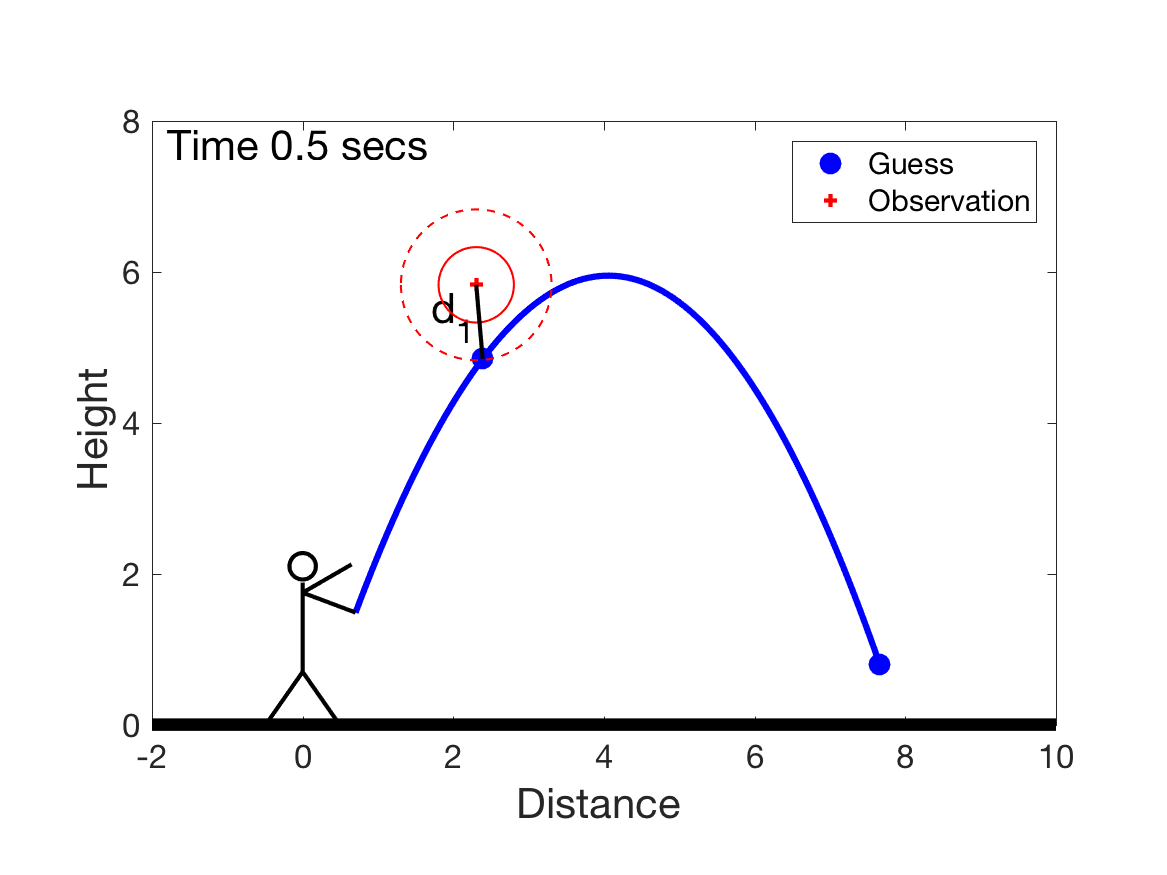 Time 0.5 secs
Guess
Observation
d1
Height
8
6
4
2
0
-2 0 2 4 6 8 10
Distance